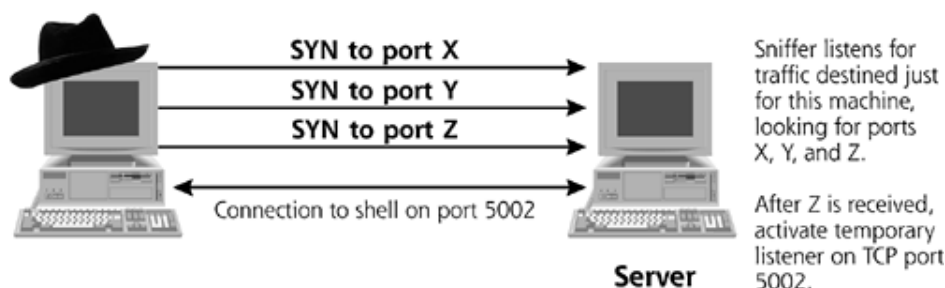 SYN to port X
SYN to port Y
SYN to port Z
Connection to shell on port 5002
Server
Sniffer listens for
traffic destined just
for this machine,
looking for ports
X, Y, and Z.
After Z is received,
activate temporary
listener on TCP port
5002.